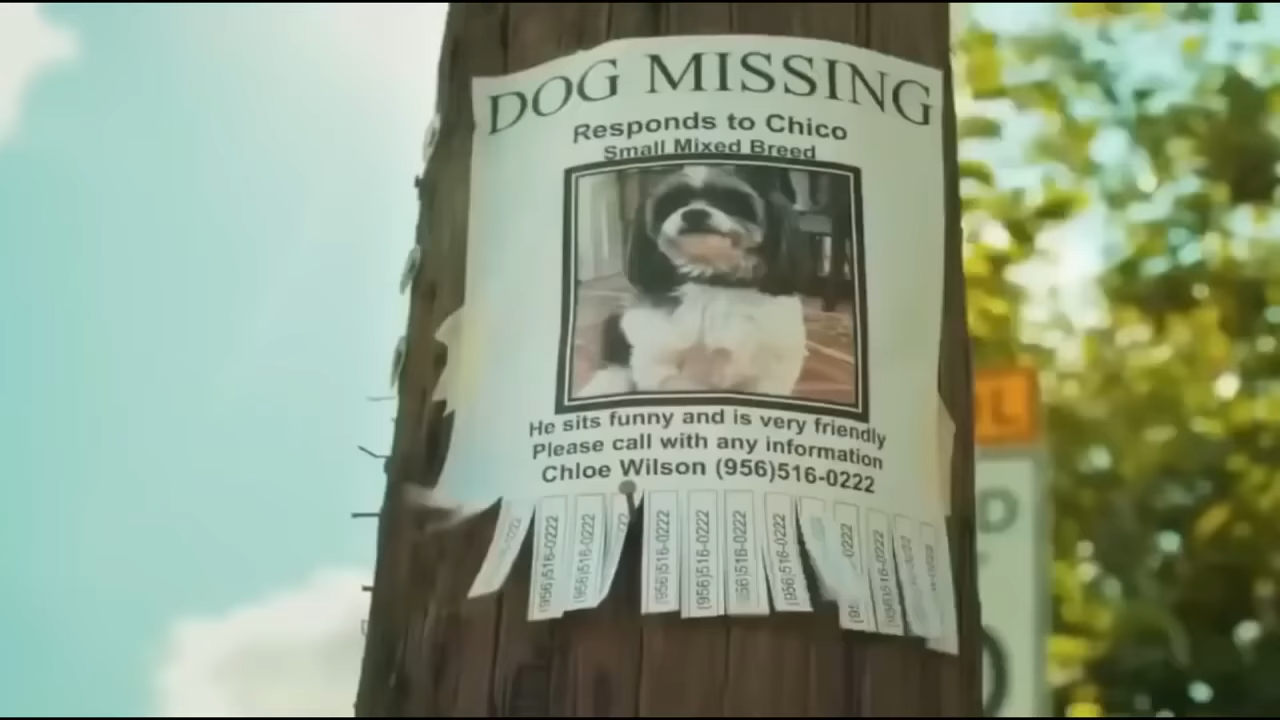 DOG MISSING
Responds to Chico
Small Mixed Breed
He sits funny and is very friendly
Please call with any information
Chloe Wilson (956)516-0222
(956)516-0222
(956)516-0222
(956)516-0222
(956)516-0222
(956)516-0222
(956)516-0222